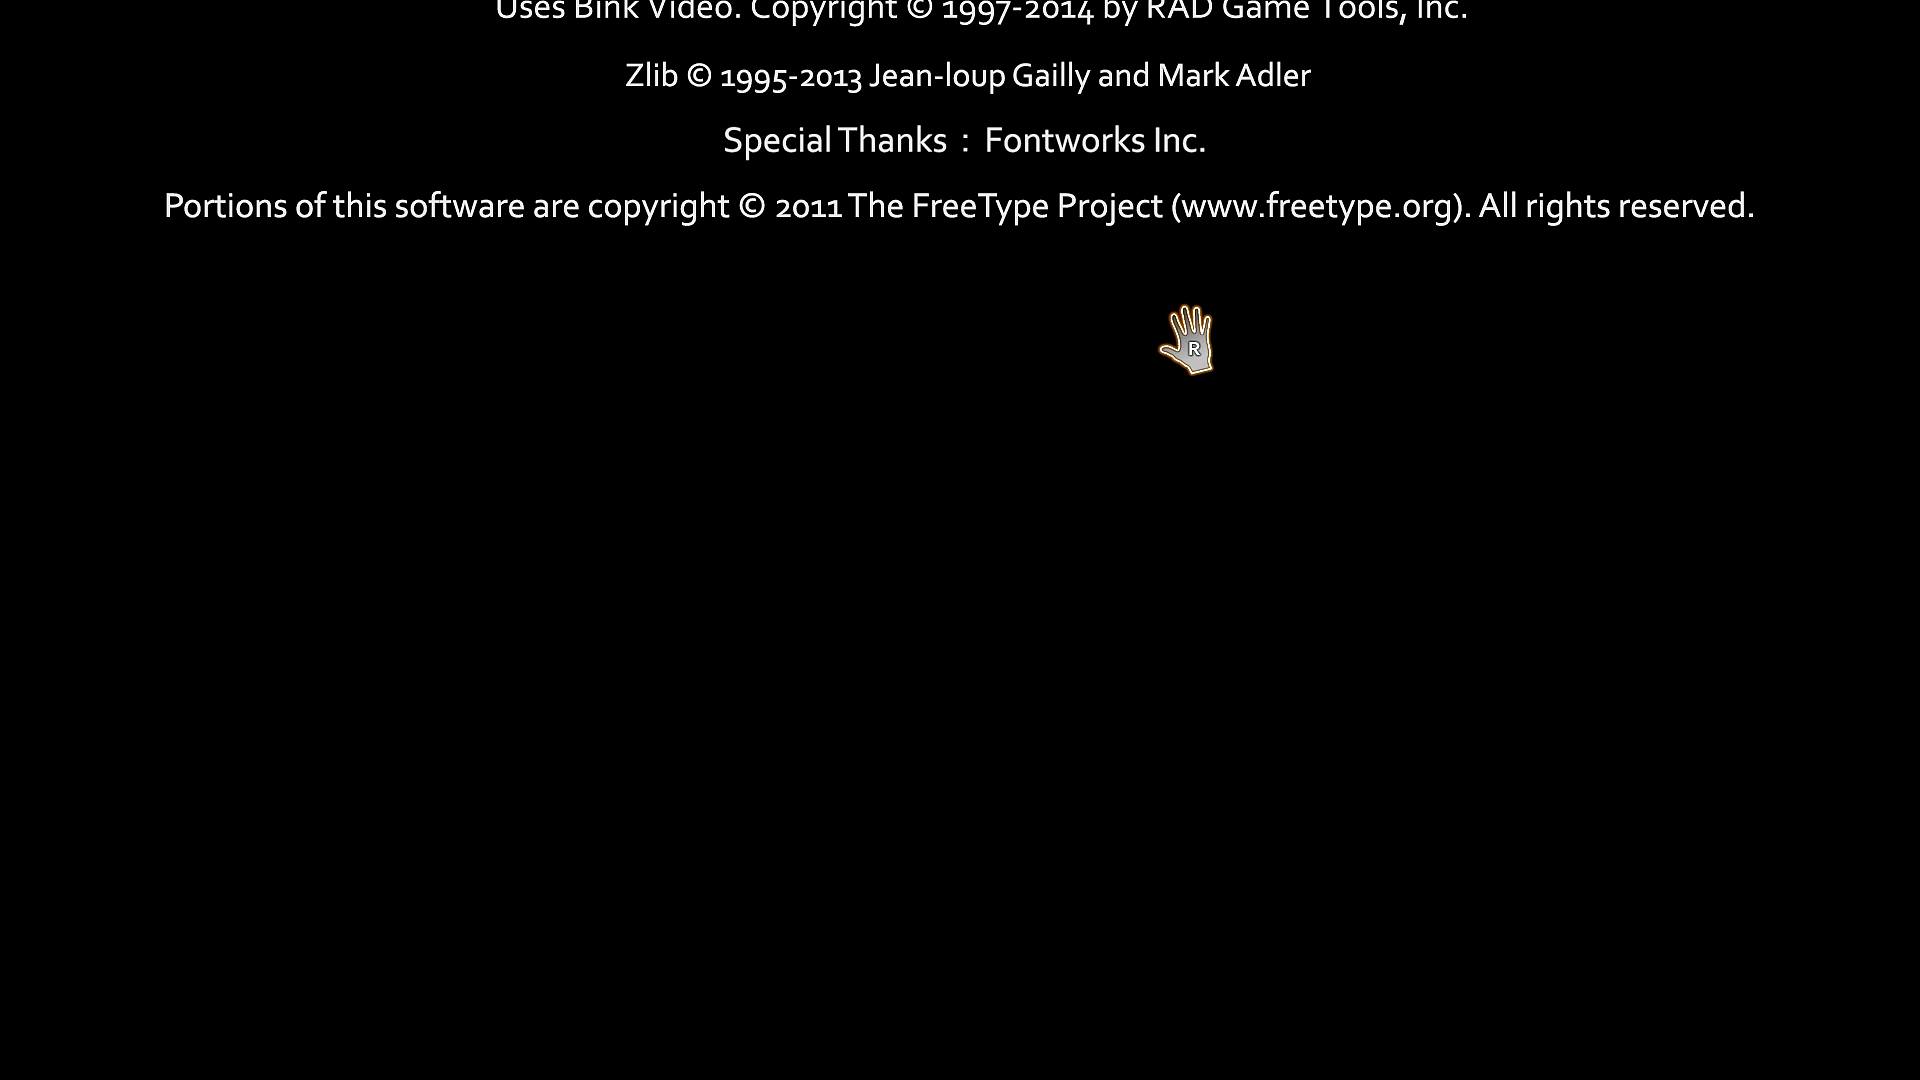 Uses Bink Video. Copyright © 1997-2014 by RAD Game Tools, Inc.
Zlib © 1995-2013 Jean-loup Gailly and Mark Adler
Special Thanks : Fontworks Inc.
Portions of this software are copyright © 2011 The FreeType Project (www.freetype.org). All rights reserved.
R